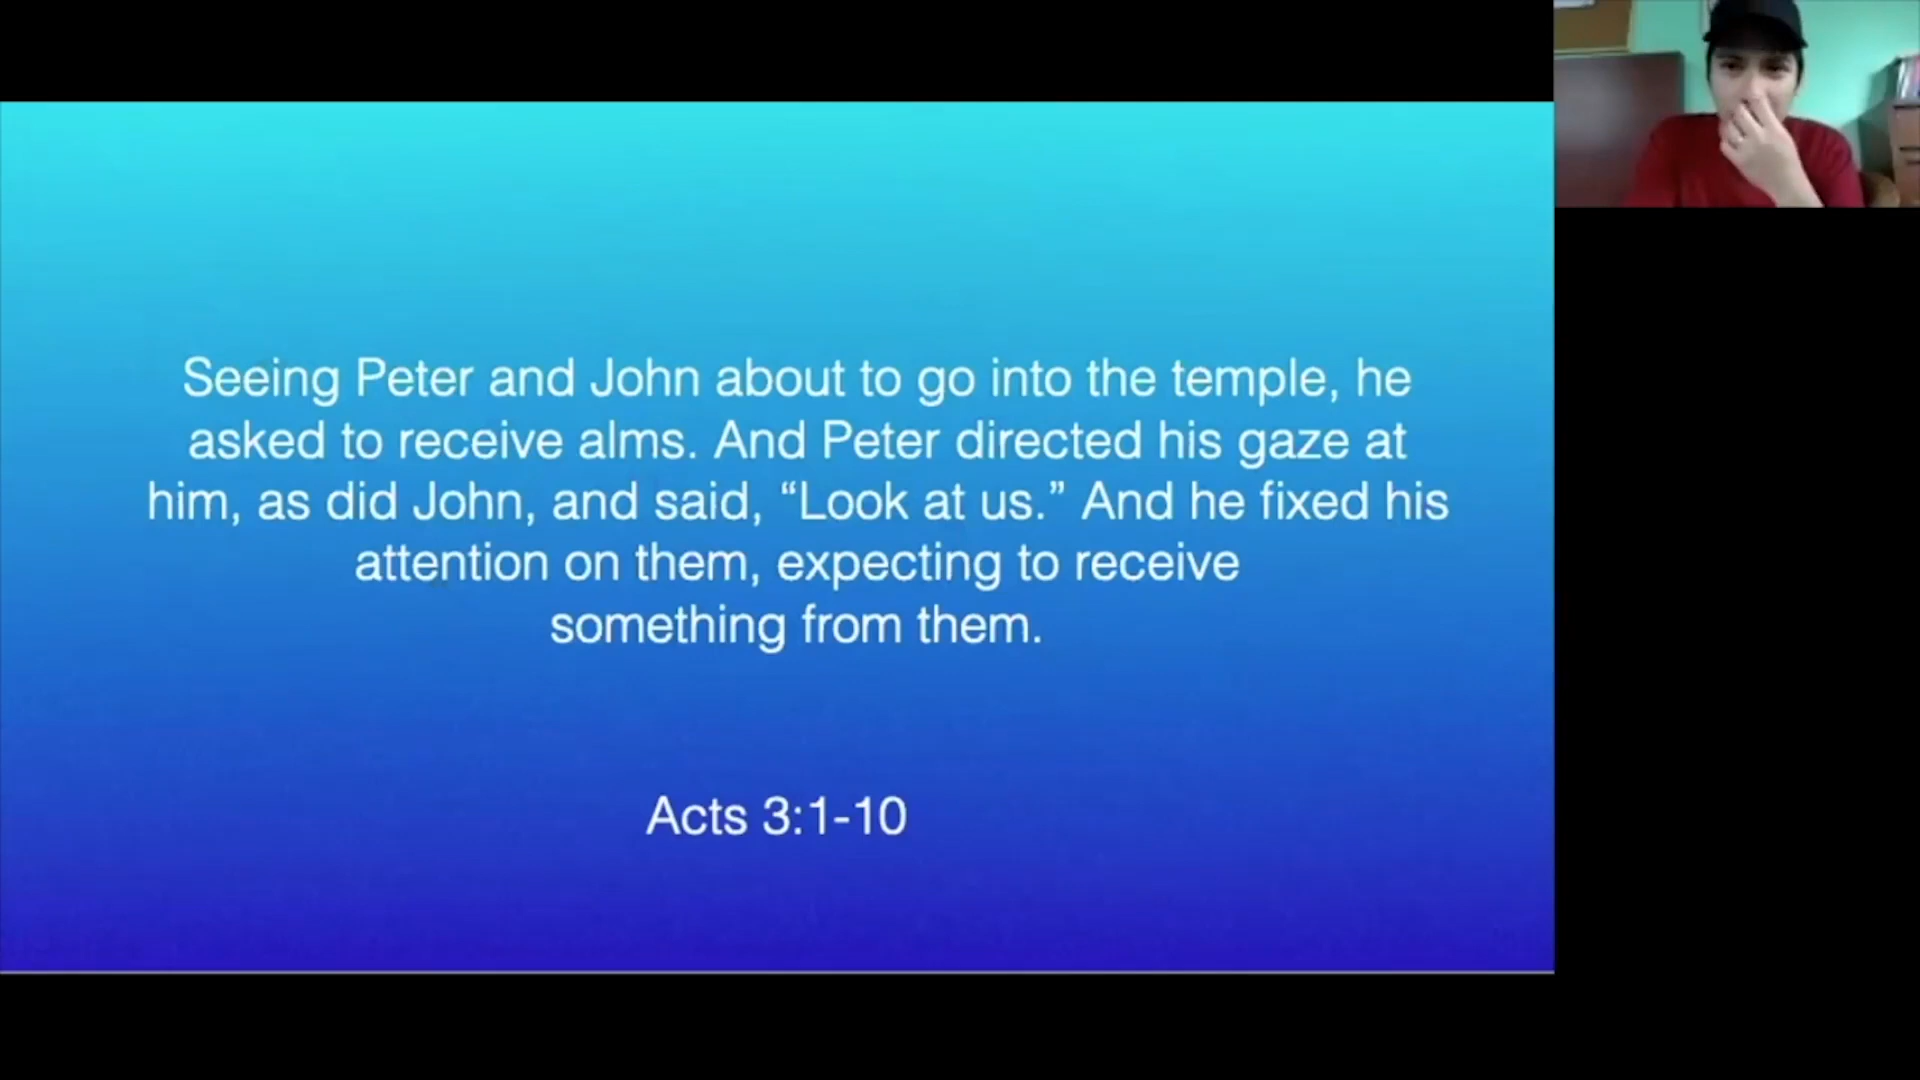 Seeing Peter and John about to go into the temple, he
asked to receive alms. And Peter directed his gaze at
him, as did John, and said, “Look at us.” And he fixed his
attention on them, expecting to receive
something from them.
Acts 3:1-10